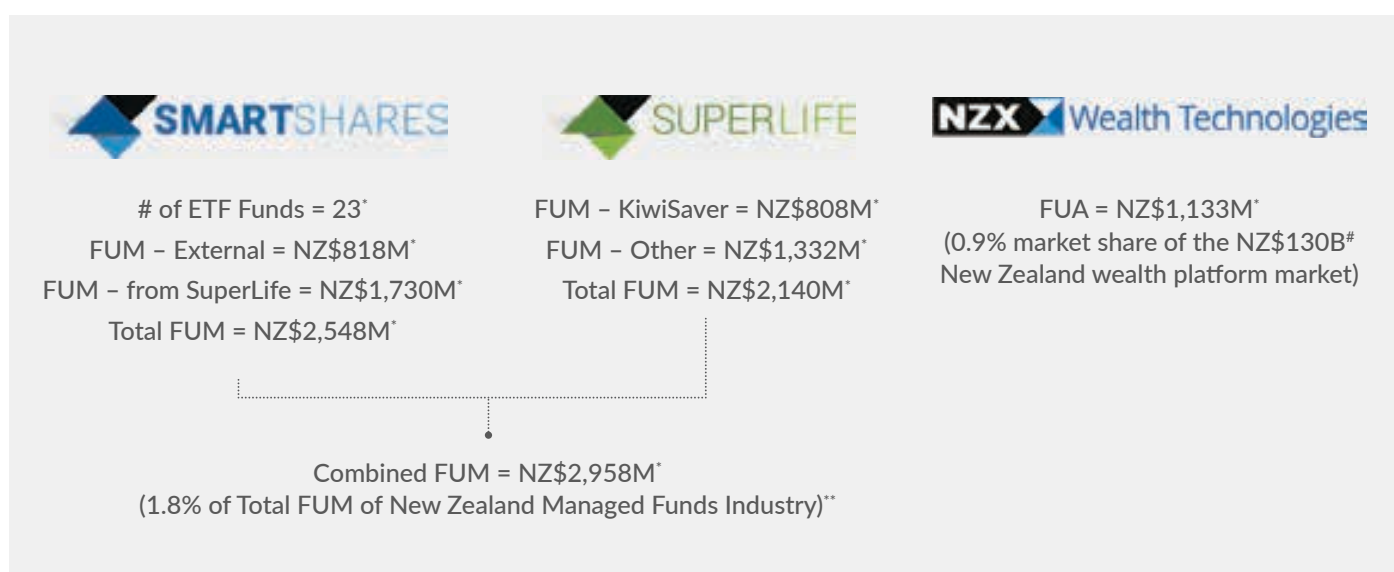 SMARTSHARES
# of ETF Funds = 23*
FUM – External = NZ$818M*
FUM – from SuperLife = NZ$1,730M*
Total FUM = NZ$2,548M*
SUPERLIFE
FUM – KiwiSaver = NZ$808M*
FUM – Other = NZ$1,332M*
Total FUM = NZ$2,140M*
NZX Wealth Technologies
FUA = NZ$1,133M*
(0.9% market share of the NZ$130B#
New Zealand wealth platform market)
Combined FUM = NZ$2,958M*
(1.8% of Total FUM of New Zealand Managed Funds Industry)**